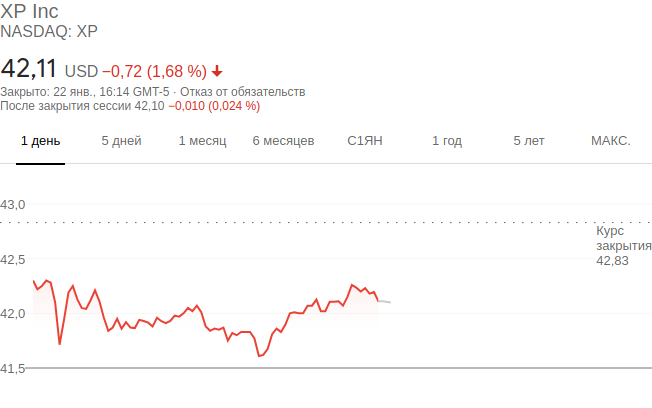 XP Inc
NASDAQ: XP
42,11 USD −0,72 (1,68 %)
Закрыто: 22 янв., 16:14 GMT-5 · Отказ от обязательств
После закрытия сессии 42,10 −0,010 (0,024 %)
1 день 5 дней 1 месяц 6 месяцев С1ЯН 1 год 5 лет МАКС.
43,0
Курс
закрытия
42,83
42,5
42,0
41,5